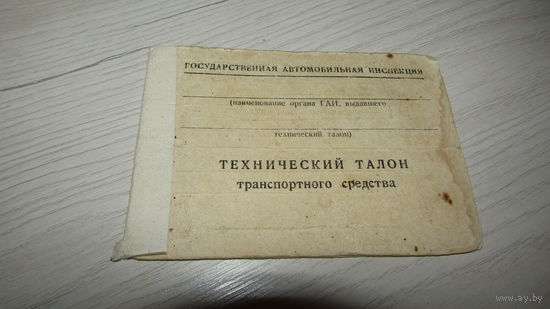 ГОСУДАРСТВЕННАЯ АВТОМОБИЛЬНАЯ ИНСПЕКЦИЯ
(наименование органа ГАИ, выдавшего
технический талон)
ТЕХНИЧЕСКИЙ ТАЛОН
транспортного средства
www.ay.by